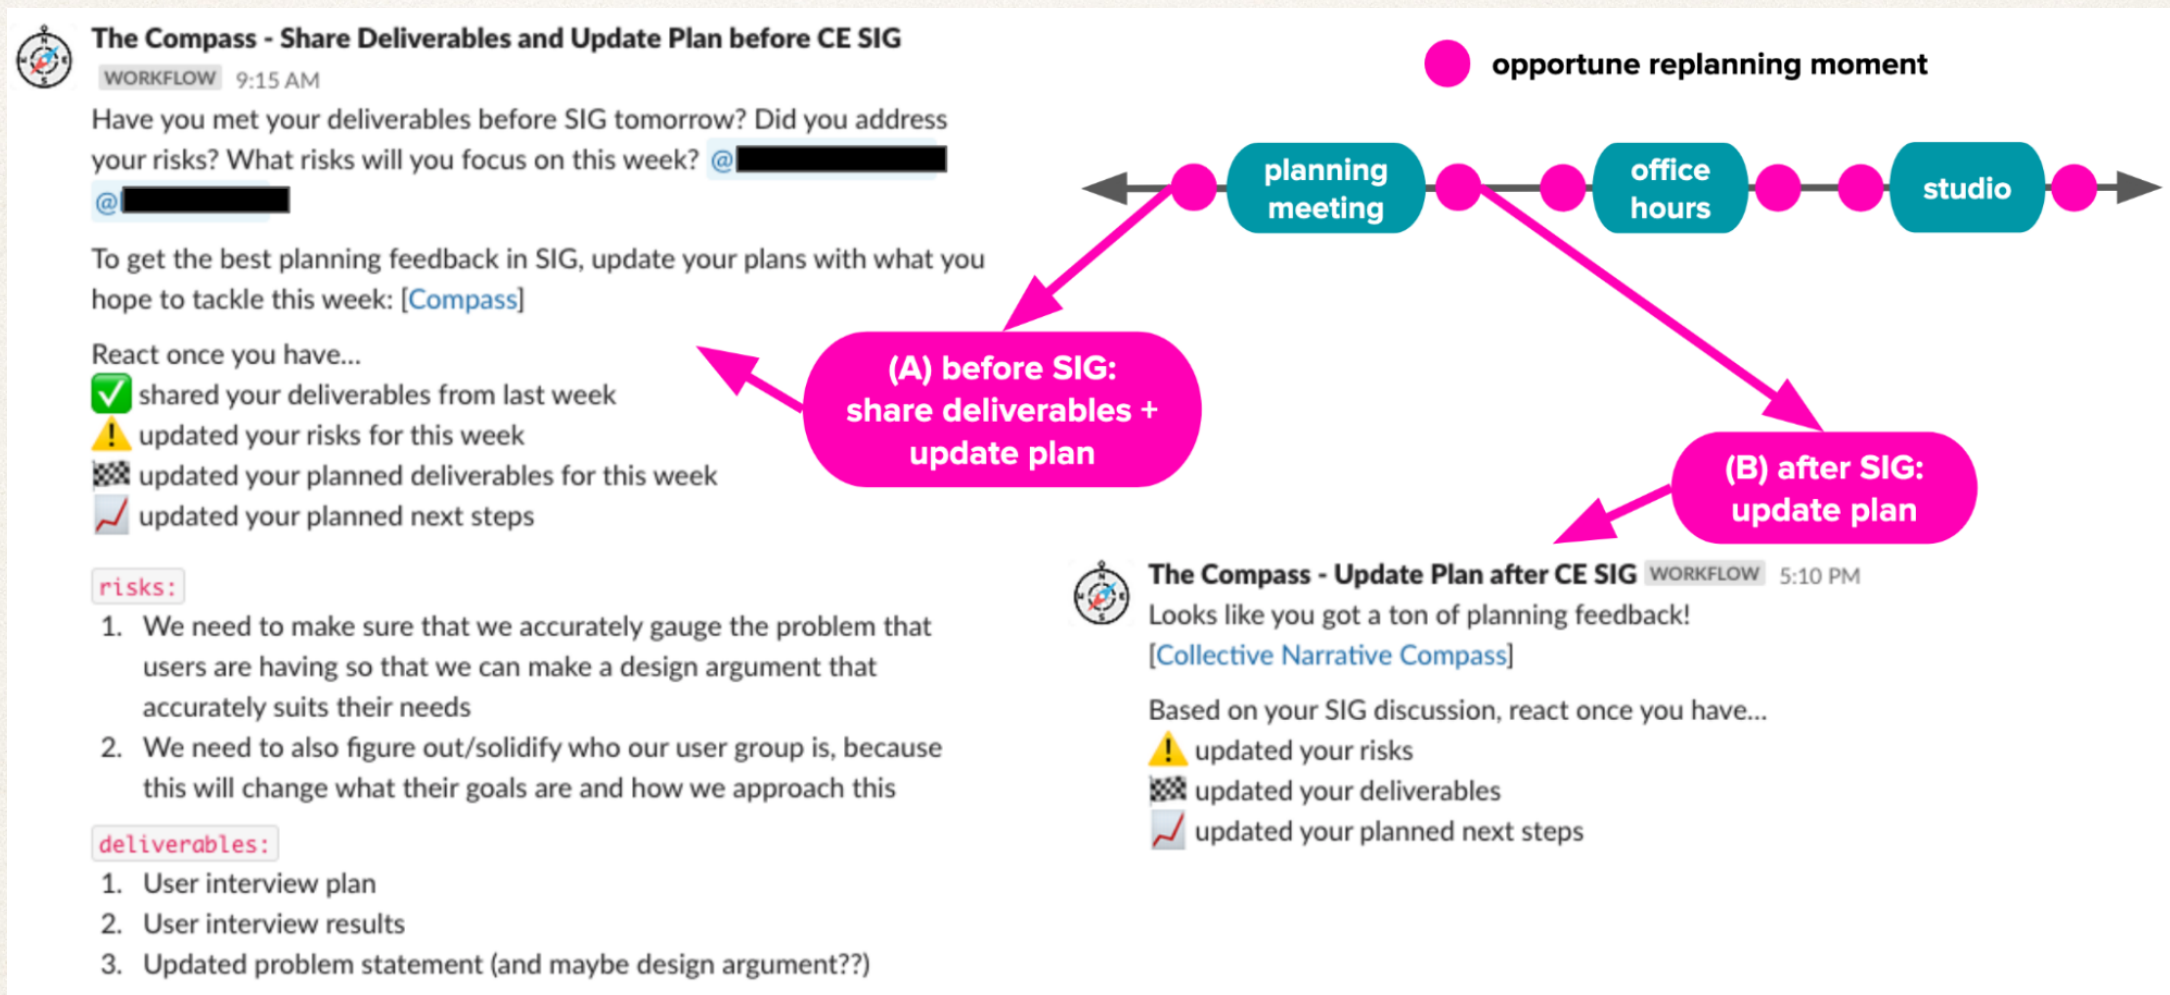 The Compass - Share Deliverables and Update Plan before CE SIG
WORKFLOW 9:15 AM
Have you met your deliverables before SIG tomorrow? Did you address
your risks? What risks will you focus on this week? @
@
To get the best planning feedback in SIG, update your plans with what you
hope to tackle this week: [Compass]
React once you have...
shared your deliverables from last week
updated your risks for this week
updated your planned deliverables for this week
updated your planned next steps
risks:
1. We need to make sure that we accurately gauge the problem that
users are having so that we can make a design argument that
accurately suits their needs
2. We need to also figure out/solidify who our user group is, because
this will change what their goals are and how we approach this
deliverables:
1. User interview plan
2. User interview results
3. Updated problem statement (and maybe design argument??)
opportune replanning moment
planning
meeting
office
hours
studio
(A) before SIG:
share deliverables +
update plan
(B) after SIG:
update plan
The Compass - Update Plan after CE SIG WORKFLOW 5:10 PM
Looks like you got a ton of planning feedback!
[Collective Narrative Compass]
Based on your SIG discussion, react once you have...
updated your risks
updated your deliverables
updated your planned next steps